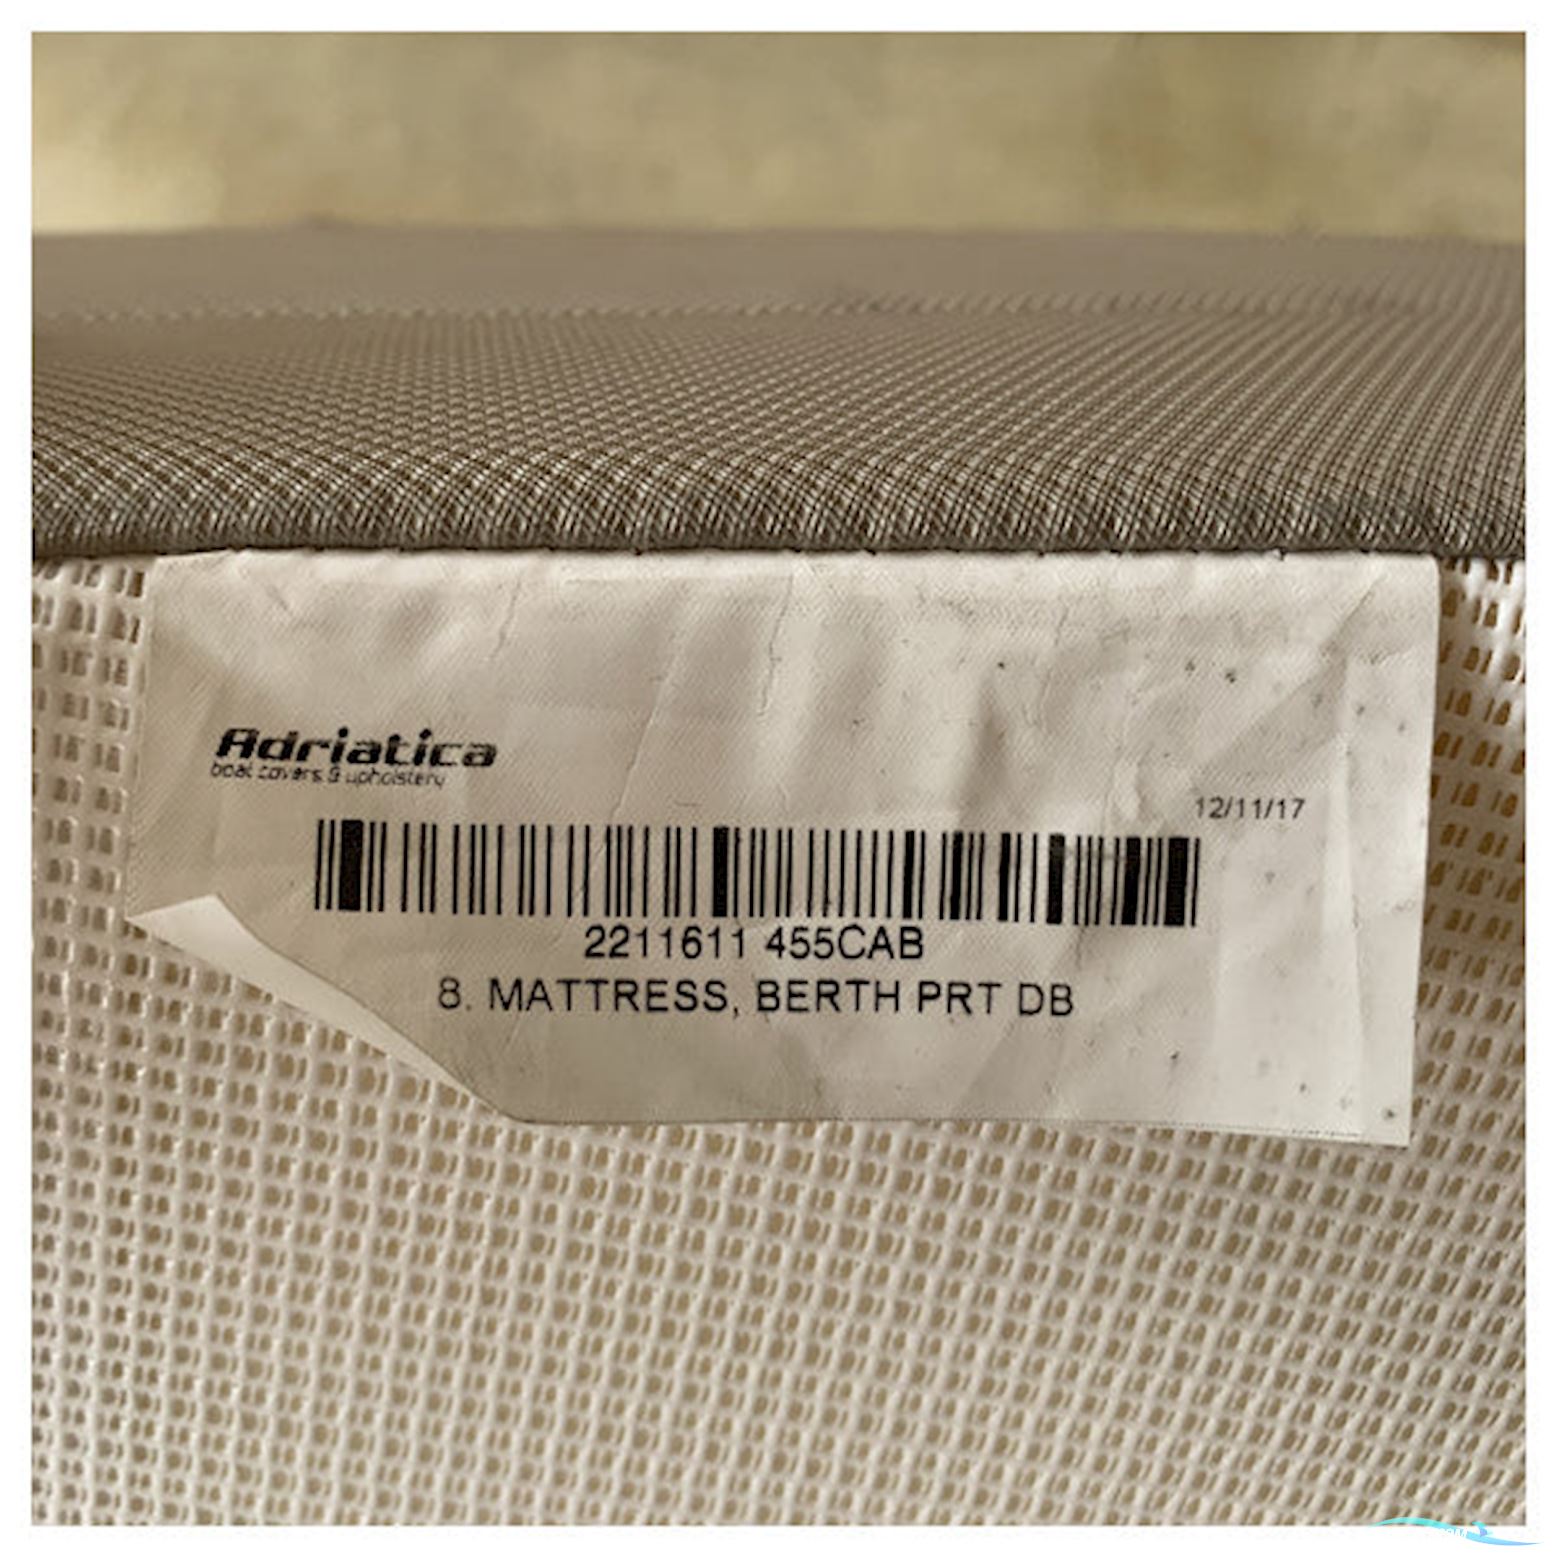 Adriatica
boat covers & upholstery
12/11/17
2211611 455CAB
8. MATTRESS, BERTH PRT DB